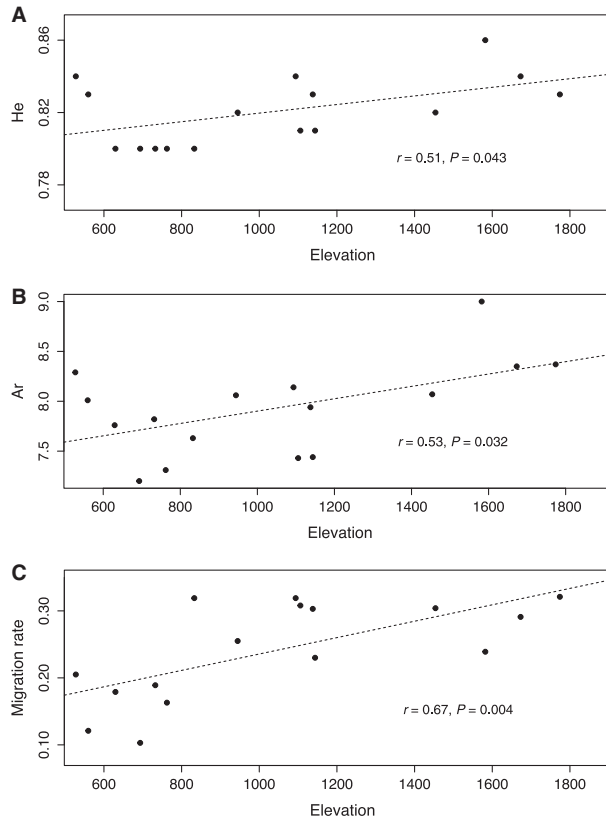 A
0.86
0.82
0.78
He
r = 0.51, P = 0.043
600 800 1000 1200 1400 1600 1800
Elevation
B
9.0
8.5
8.0
7.5
Ar
r = 0.53, P = 0.032
600 800 1000 1200 1400 1600 1800
Elevation
C
0.30
0.20
0.10
Migration rate
r = 0.67, P = 0.004
600 800 1000 1200 1400 1600 1800
Elevation